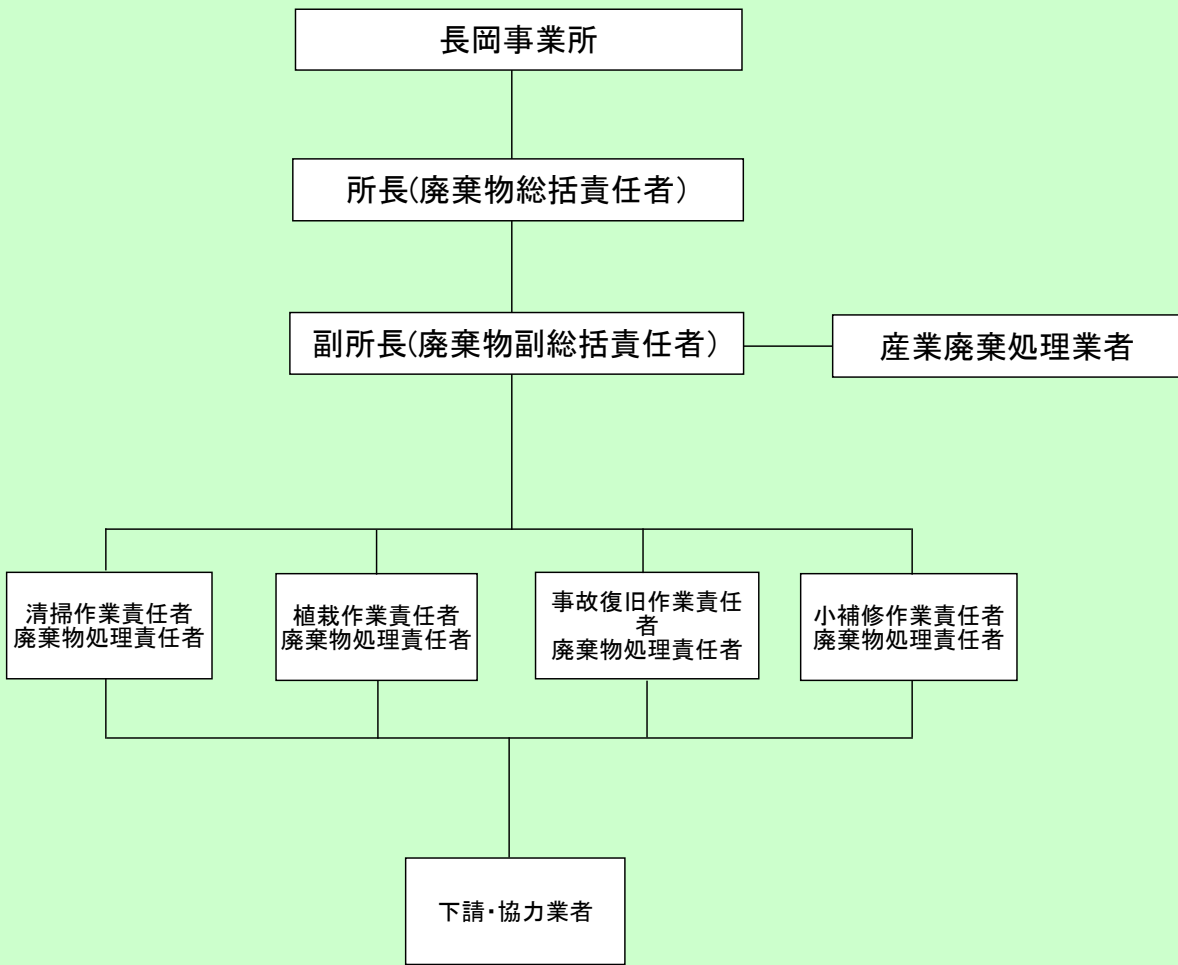 長岡事業所
所長(廃棄物総括責任者)
副所長(廃棄物副総括責任者)
産業廃棄処理業者
清掃作業責任者
廃棄物処理責任者
植栽作業責任者
廃棄物処理責任者
事故復旧作業責任
者
廃棄物処理責任者
小補修作業責任者
廃棄物処理責任者
下請・協力業者